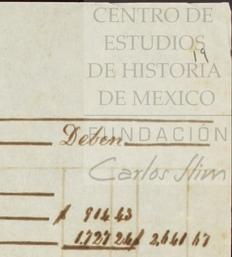 CENTRO DE
ESTUDIOS
DE HISTORIA
DE MEXICO
19
FUNDACIÓN
Deben
Carlos Slim
$ 914 43
1.727 24 $ 2,641 67